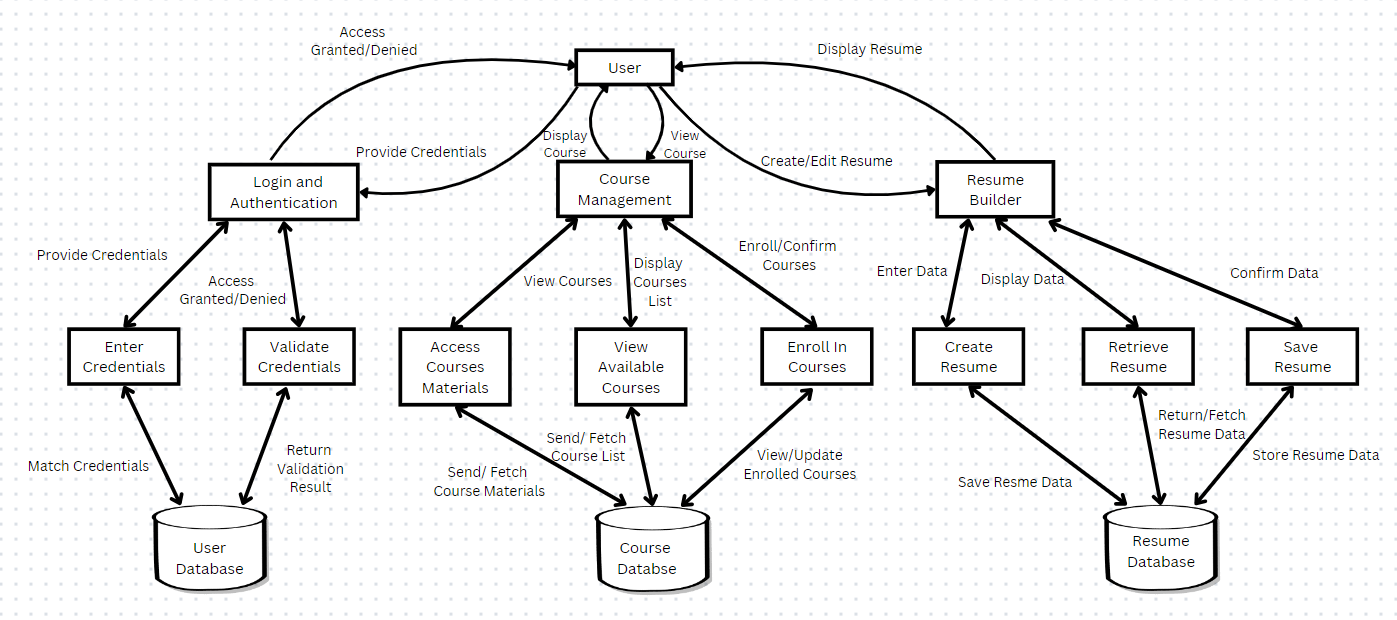 Access
Granted/Denied
Display Resume
User
Display
Course
View
Course
Provide Credentials
Create/Edit Resume
Login and
Authentication
Course
Management
Resume
Builder
Provide Credentials
Access
Granted/Denied
View Courses
Display
Courses
List
Enroll/Confirm
Courses
Enter Data
Display Data
Confirm Data
Enter
Credentials
Validate
Credentials
Access
Courses
Materials
View
Available
Courses
Enroll In
Courses
Create
Resume
Retrieve
Resume
Save
Resume
Match Credentials
Return
Validation
Result
Send/ Fetch
Course List
Send/ Fetch
Course Materials
View/Update
Enrolled Courses
Save Resme Data
Return/Fetch
Resume Data
Store Resume Data
User
Database
Course
Databse
Resume
Database